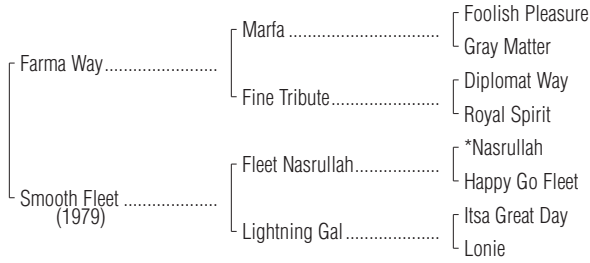 Foolish Pleasure
Marfa ................................
Gray Matter
Farma Way........................
Diplomat Way
Fine Tribute.......................
Royal Spirit
*Nasrullah
Fleet Nasrullah..................
Happy Go Fleet
Smooth Fleet ....................
(1979)
Itsa Great Day
Lightning Gal ....................
Lonie